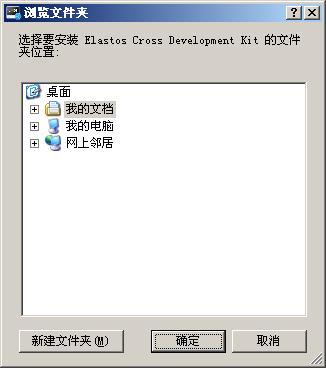 浏览文件夹
选择要安装 Elastos Cross Development Kit 的文件
夹位置:
桌面
我的文档
我的电脑
网上邻居
新建文件夹(M) 确定 取消